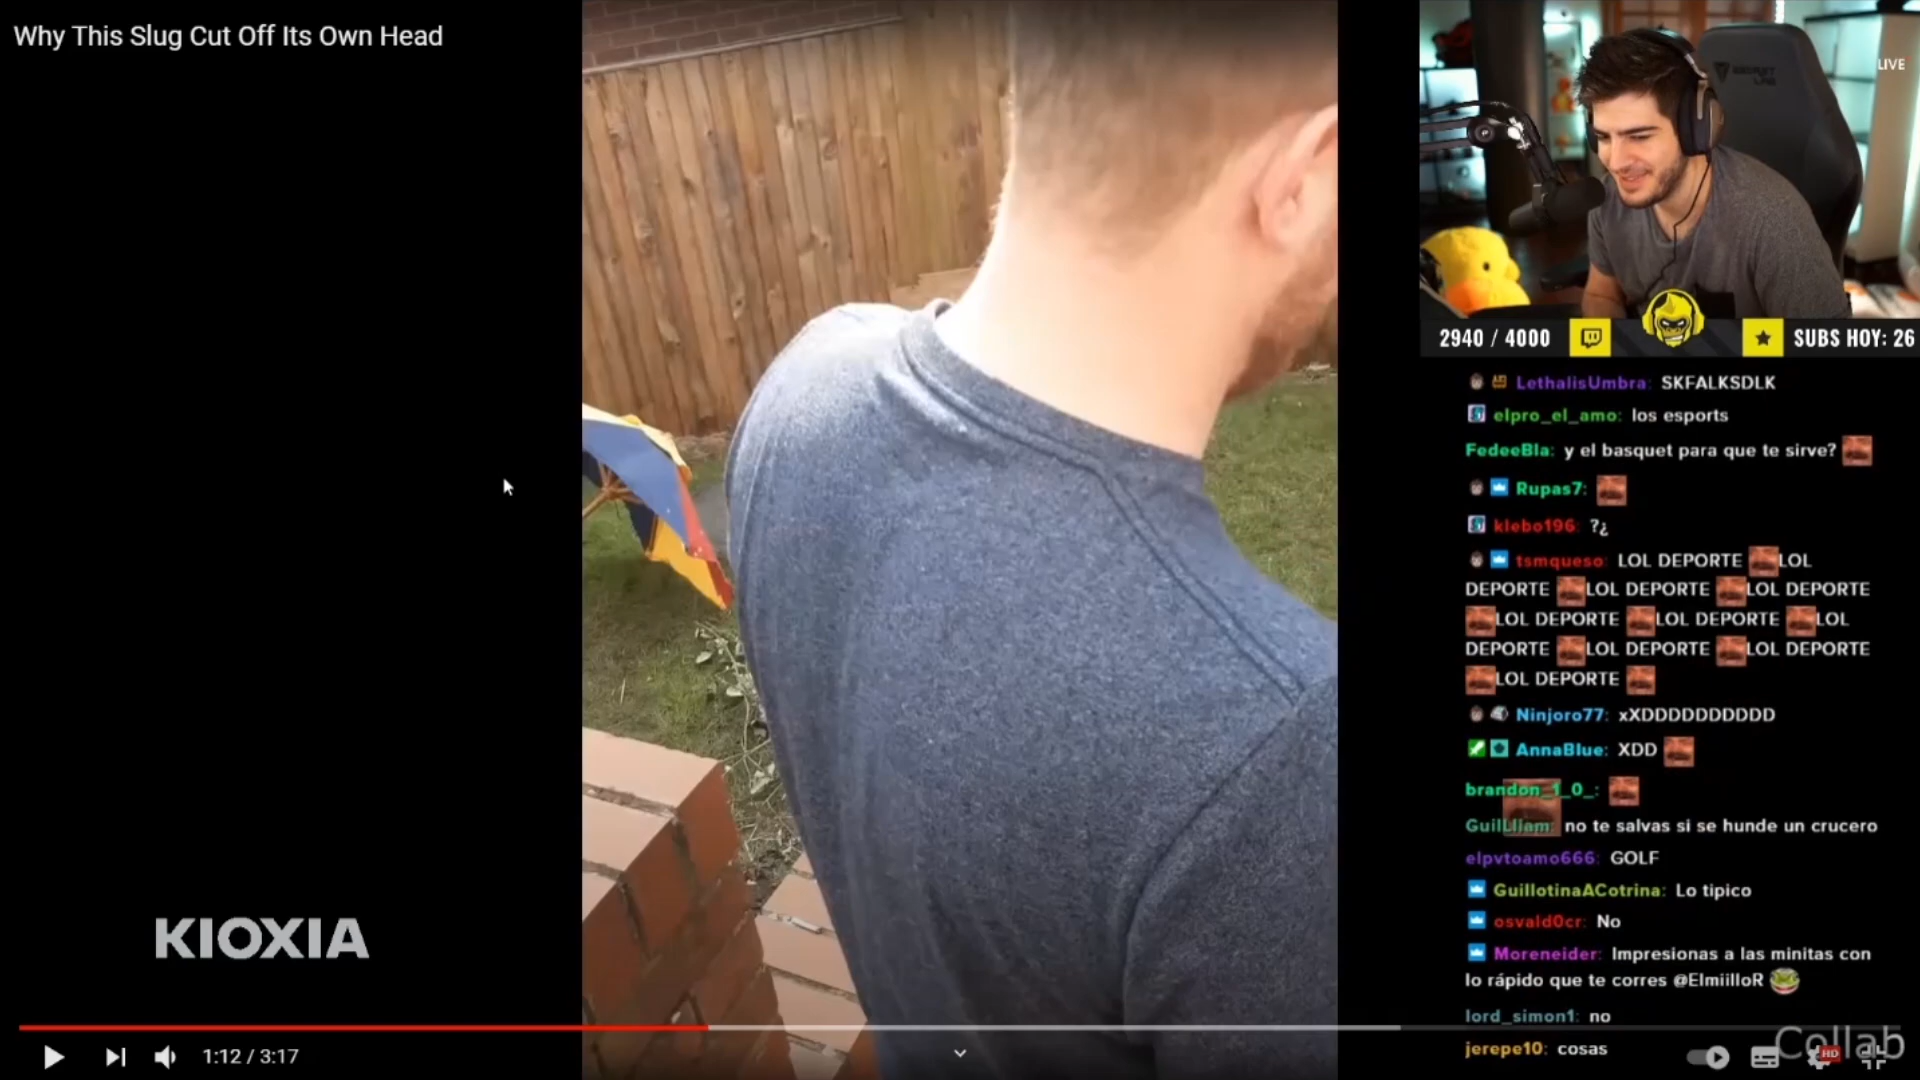 Why This Slug Cut Off Its Own Head
LIVE
2940 / 4000
SUBS HOY: 26
LethalisUmbra: SKFALKSDLK
elpro_el_amo: los esports
FedeeBla: y el basquet para que te sirve?
Rupas7:
klebo196: ?¿
tsmqueso: LOL DEPORTE LOL
DEPORTE LOL DEPORTE LOL DEPORTE
LOL DEPORTE LOL DEPORTE LOL
DEPORTE LOL DEPORTE LOL DEPORTE
LOL DEPORTE
Ninjoro77: xXDDDDDDDDDD
AnnaBlue: XDD
brandon_1_0_:
GuilLliam: no te salvas si se hunde un crucero
elpvtoamo666: GOLF
GuillotinaACotrina: Lo tipico
osvald0cr: No
Moreneider: Impresionas a las minitas con
lo rápido que te corres @ElmiilloR
lord_simon1: no
jerepe10: cosas
KIOXIA
1:12 / 3:17
Collab
HD